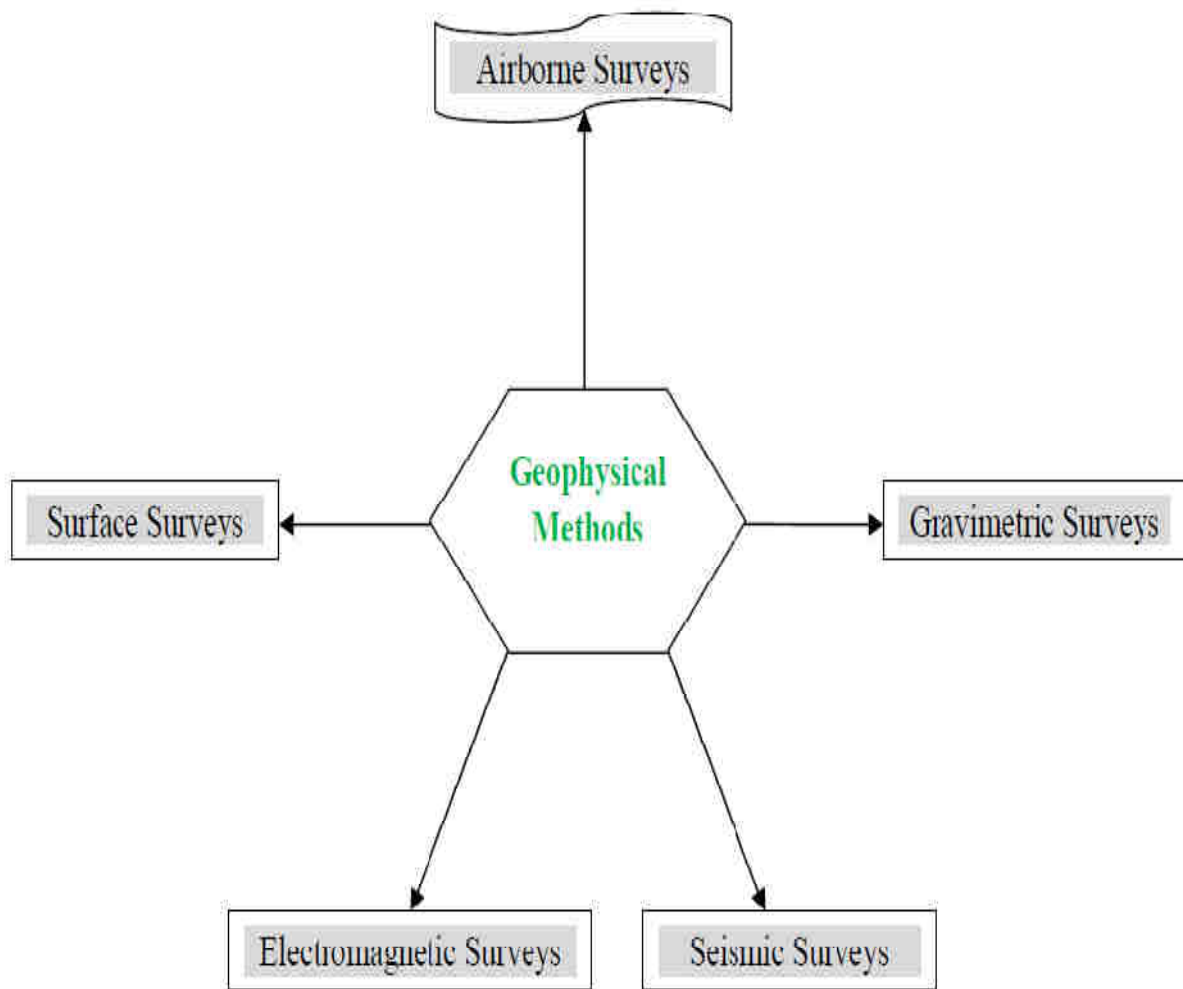 Airborne Surveys
Geophysical
Methods
Surface Surveys
Gravimetric Surveys
Electromagnetic Surveys
Seismic Surveys